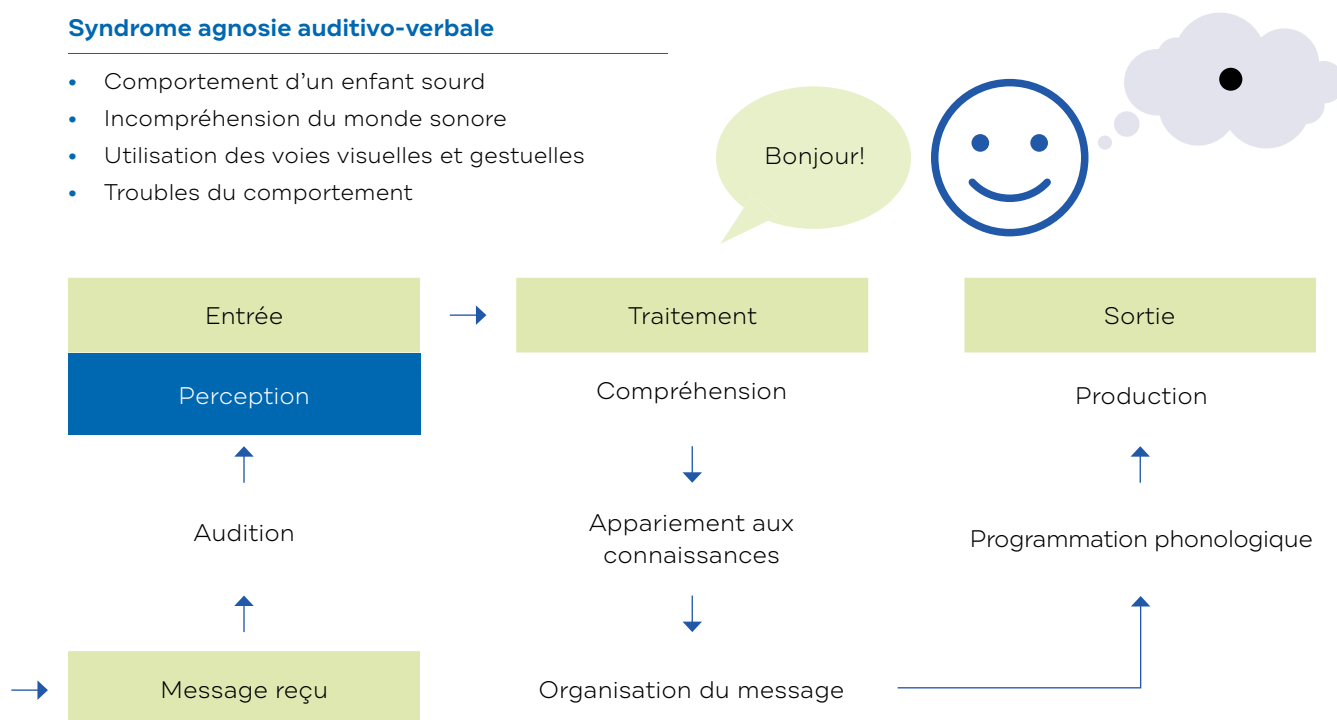 Syndrome agnosie auditivo-verbale
• Comportement d’un enfant sourd
• Incompréhension du monde sonore
• Utilisation des voies visuelles et gestuelles
• Troubles du comportement
Bonjour!
Entrée
Traitement
Sortie
Perception
Compréhension
Production
Audition
Appariement aux
connaissances
Programmation phonologique
Message reçu
Organisation du message